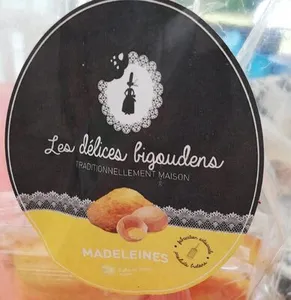 Les délices bigoudens
TRADITIONNELLEMENT MAISON
MADELEINES